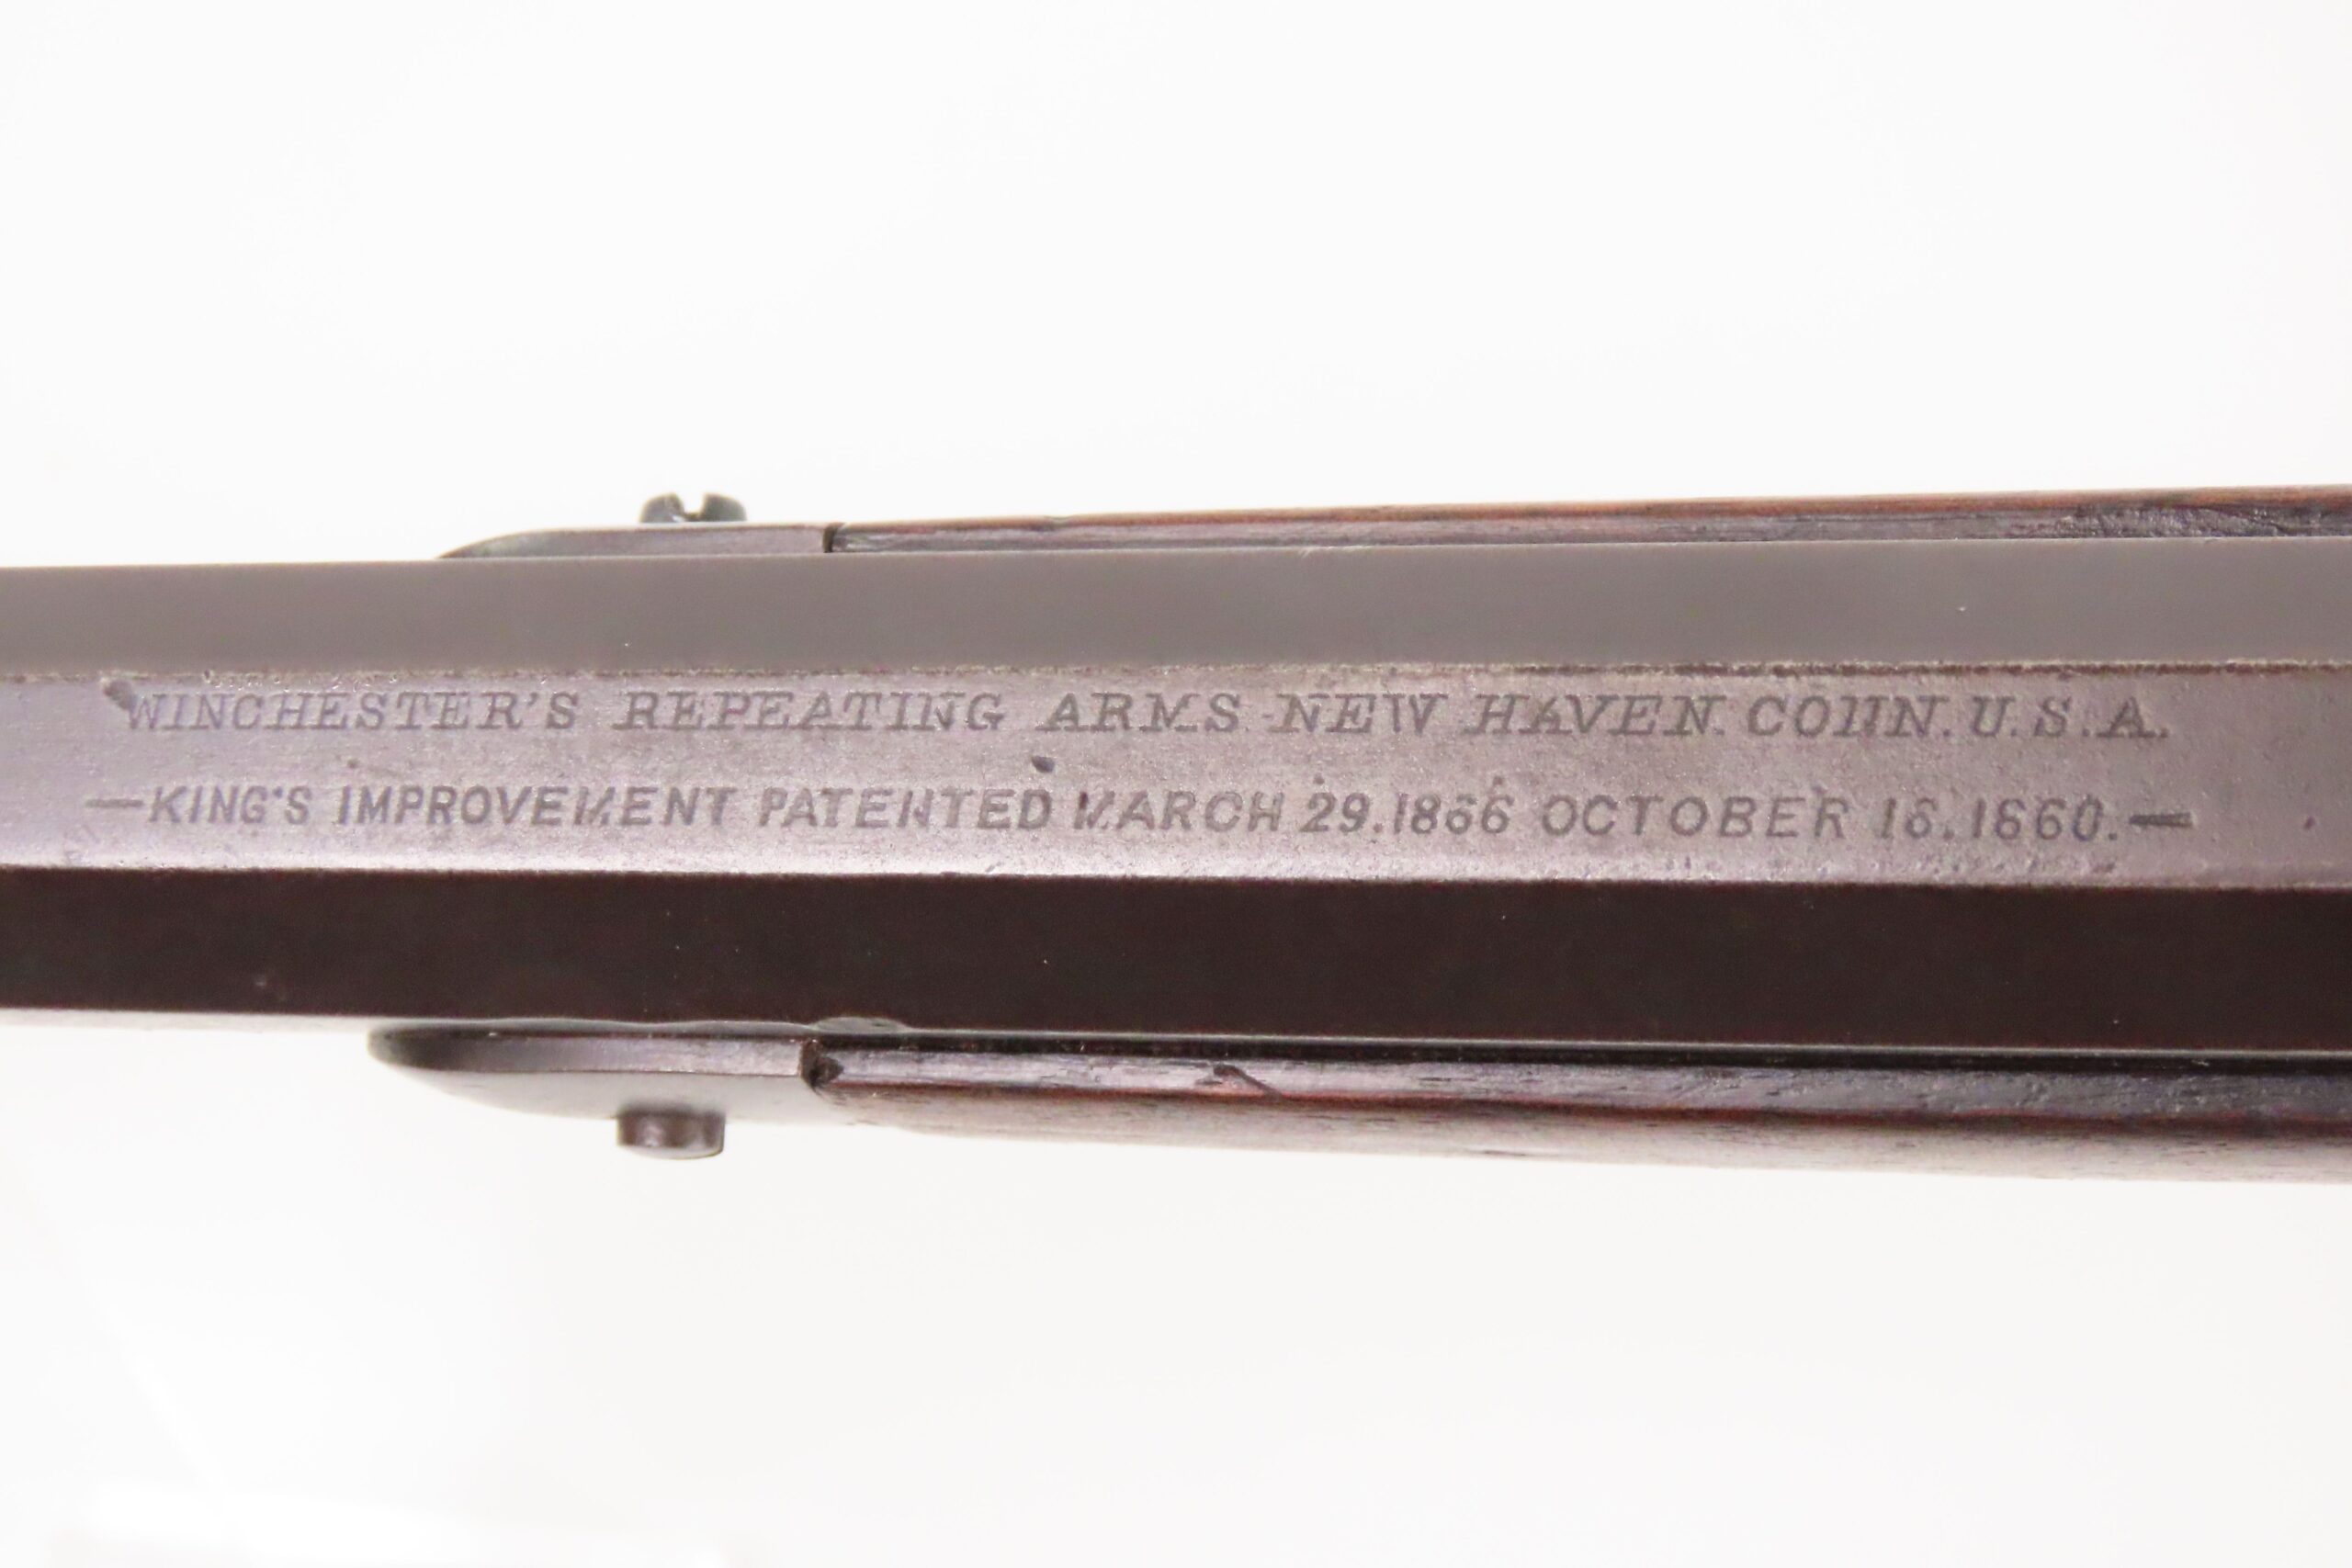 WINCHESTER'S REPEATING ARMS. NEW HAVEN. CONN. U.S.A.
—KING'S IMPROVEMENT PATENTED MARCH 29.1866 OCTOBER 16.1860.—